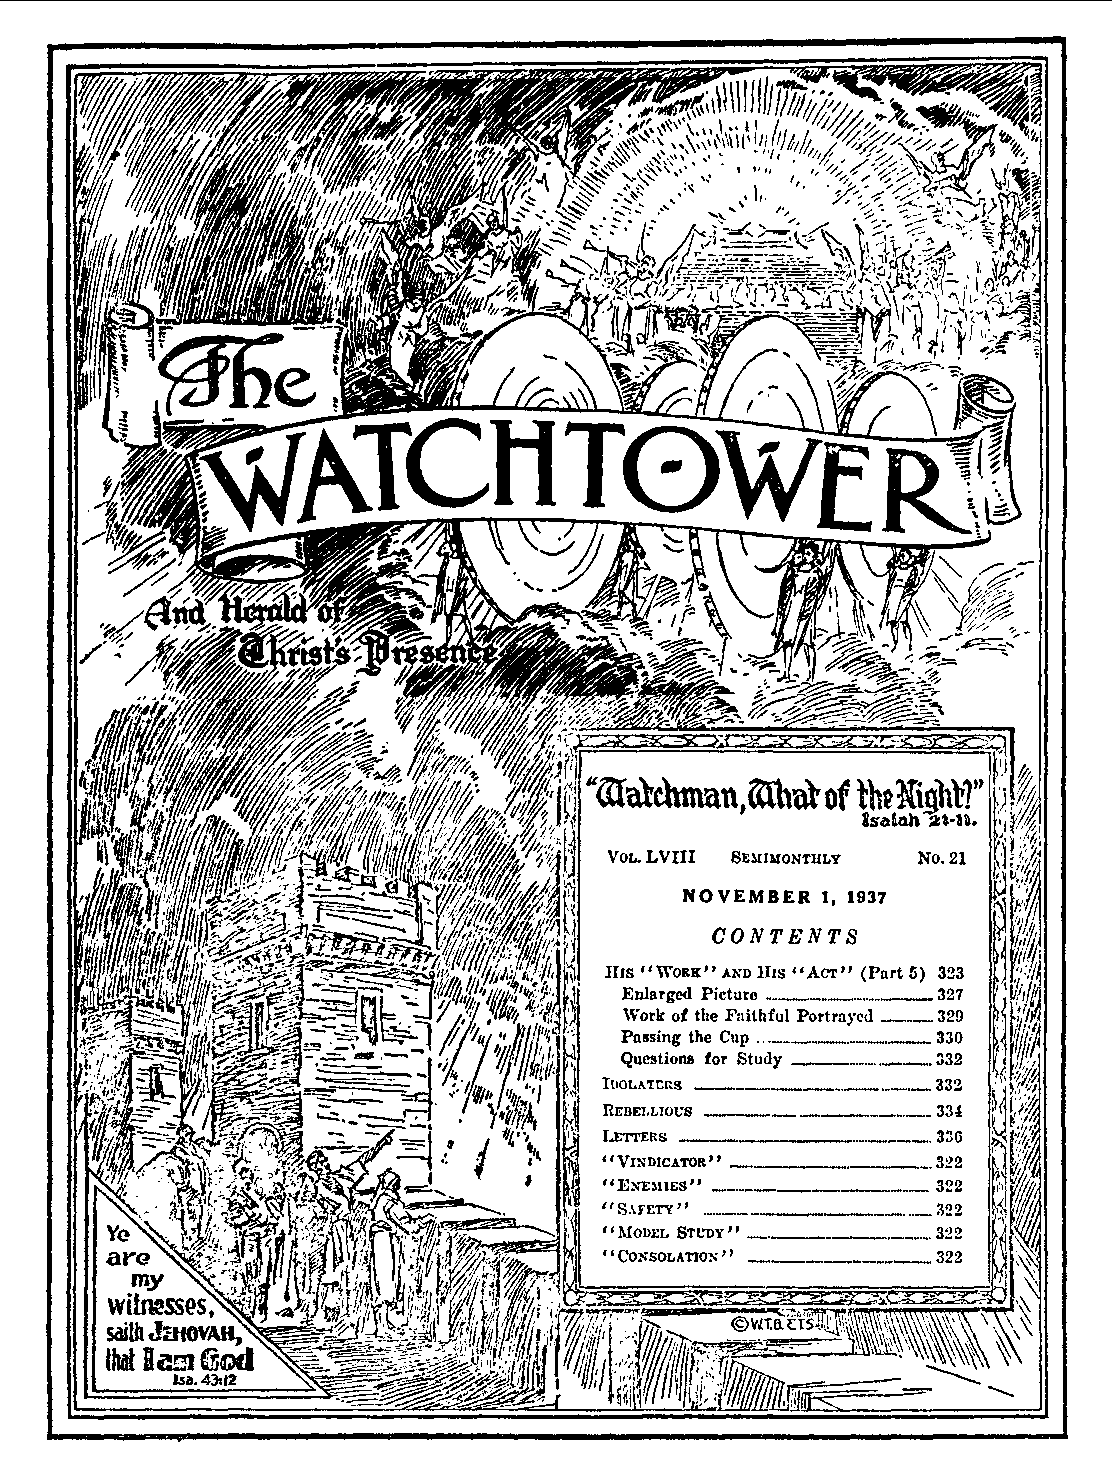 The
WATCHTOWER
And Herald of
Christ's Presence
"Watchman, What of the Night?"
Isaiah 21-11.
VOL. LVIII SEMIMONTHLY No. 21
NOVEMBER 1, 1937
CONTENTS
HIS "WORK" AND HIS "ACT" (Part 5) 323
Enlarged Picture 327
Work of the Faithful Portrayed 329
Passing the Cup 330
Questions for Study 332
IDOLATERS 332
REBELLIOUS 334
LETTERS 336
"VINDICATOR" 322
"ENEMIES" 322
"SAFETY" 322
"MODEL STUDY" 322
"CONSOLATION" 322
Ye
are
my
witnesses,
saith JEHOVAH,
that I am God
Isa. 43:12
©W.T.B.&T.S.